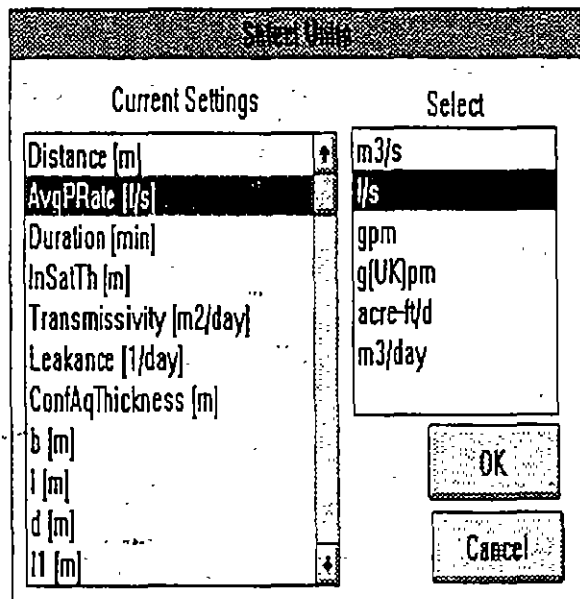 Select Units
Current Settings
Distance [m]
AvgPRate [l/s]
Duration [min]
InSatTh [m]
Transmissivity [m2/day]
Leakance [1/day]
ConfAqThickness [m]
b [m]
l [m]
d [m]
l1 [m]
Select
m3/s
l/s
gpm
g(UK)pm
acre-ft/d
m3/day
OK
Cancel